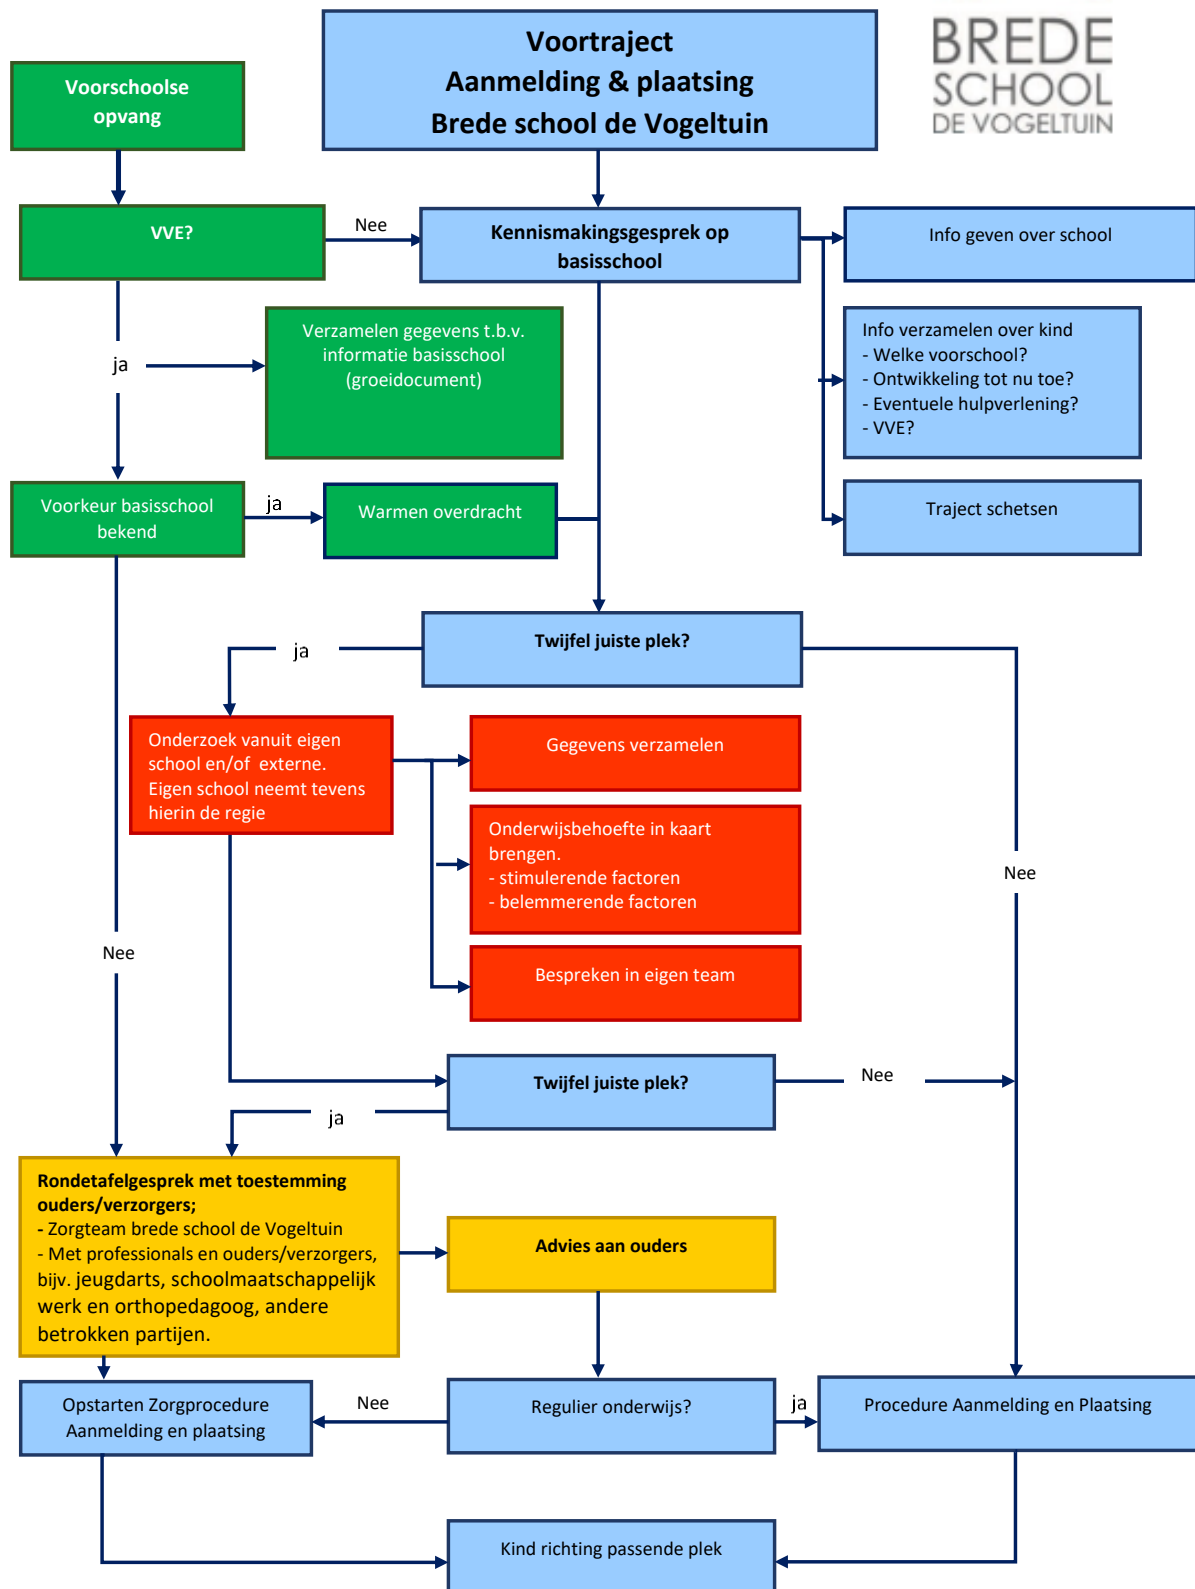 Voortraject
Aanmelding & plaatsing
Brede school de Vogeltuin
BREDE
SCHOOL
DE VOGELTUIN
Voorschoolse
opvang
VVE?
Nee
Kennismakingsgesprek op
basisschool
Info geven over school
ja
Verzamelen gegevens t.b.v.
informatie basisschool
(groeidocument)
Info verzamelen over kind
- Welke voorschool?
- Ontwikkeling tot nu toe?
- Eventuele hulpverlening?
- VVE?
Voorkeur basisschool
bekend
ja
Warmen overdracht
Traject schetsen
Twijfel juiste plek?
ja
Onderzoek vanuit eigen
school en/of externe.
Eigen school neemt tevens
hierin de regie
Gegevens verzamelen
Onderwijsbehoefte in kaart
brengen.
- stimulerende factoren
- belemmerende factoren
Nee
Nee
Bespreken in eigen team
Twijfel juiste plek?
Nee
ja
Rondetafelgesprek met toestemming
ouders/verzorgers;
- Zorgteam brede school de Vogeltuin
- Met professionals en ouders/verzorgers,
bijv. jeugdarts, schoolmaatschappelijk
werk en orthopedagoog, andere
betrokken partijen.
Advies aan ouders
Opstarten Zorgprocedure
Aanmelding en plaatsing
Nee
Regulier onderwijs?
ja
Procedure Aanmelding en Plaatsing
Kind richting passende plek